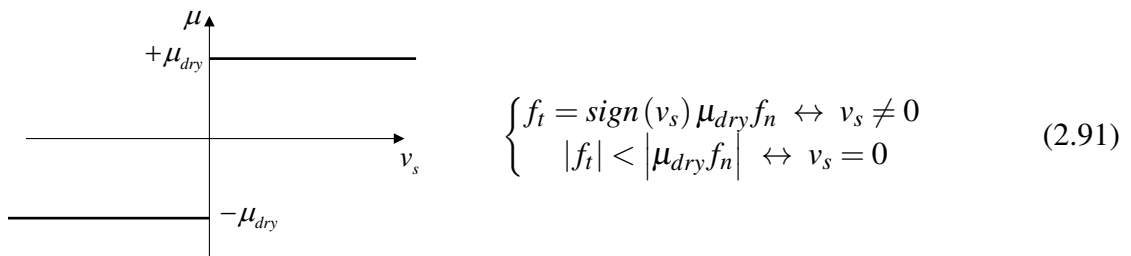 μ
+μ_dry
v_s
−μ_dry
{ f_t = sign (v_s) μ_dry f_n ↔ v_s ≠ 0
|f_t| < |μ_dry f_n| ↔ v_s = 0
(2.91)